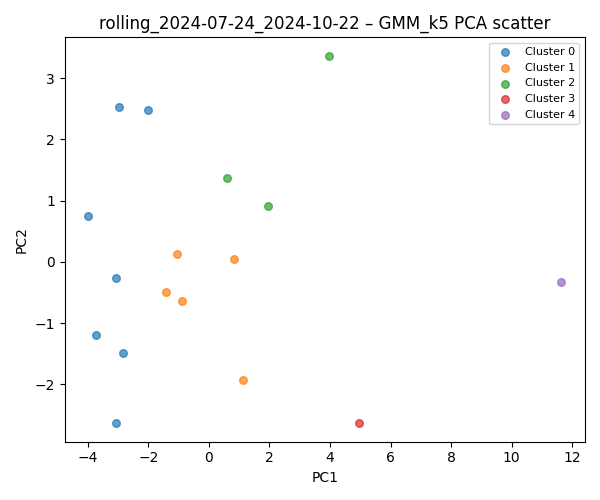 rolling_2024-07-24_2024-10-22 – GMM_k5 PCA scatter
Cluster 0
Cluster 1
Cluster 2
Cluster 3
Cluster 4
3
2
1
0
−1
−2
PC2
−4
−2
0
2
4
6
8
10
12
PC1